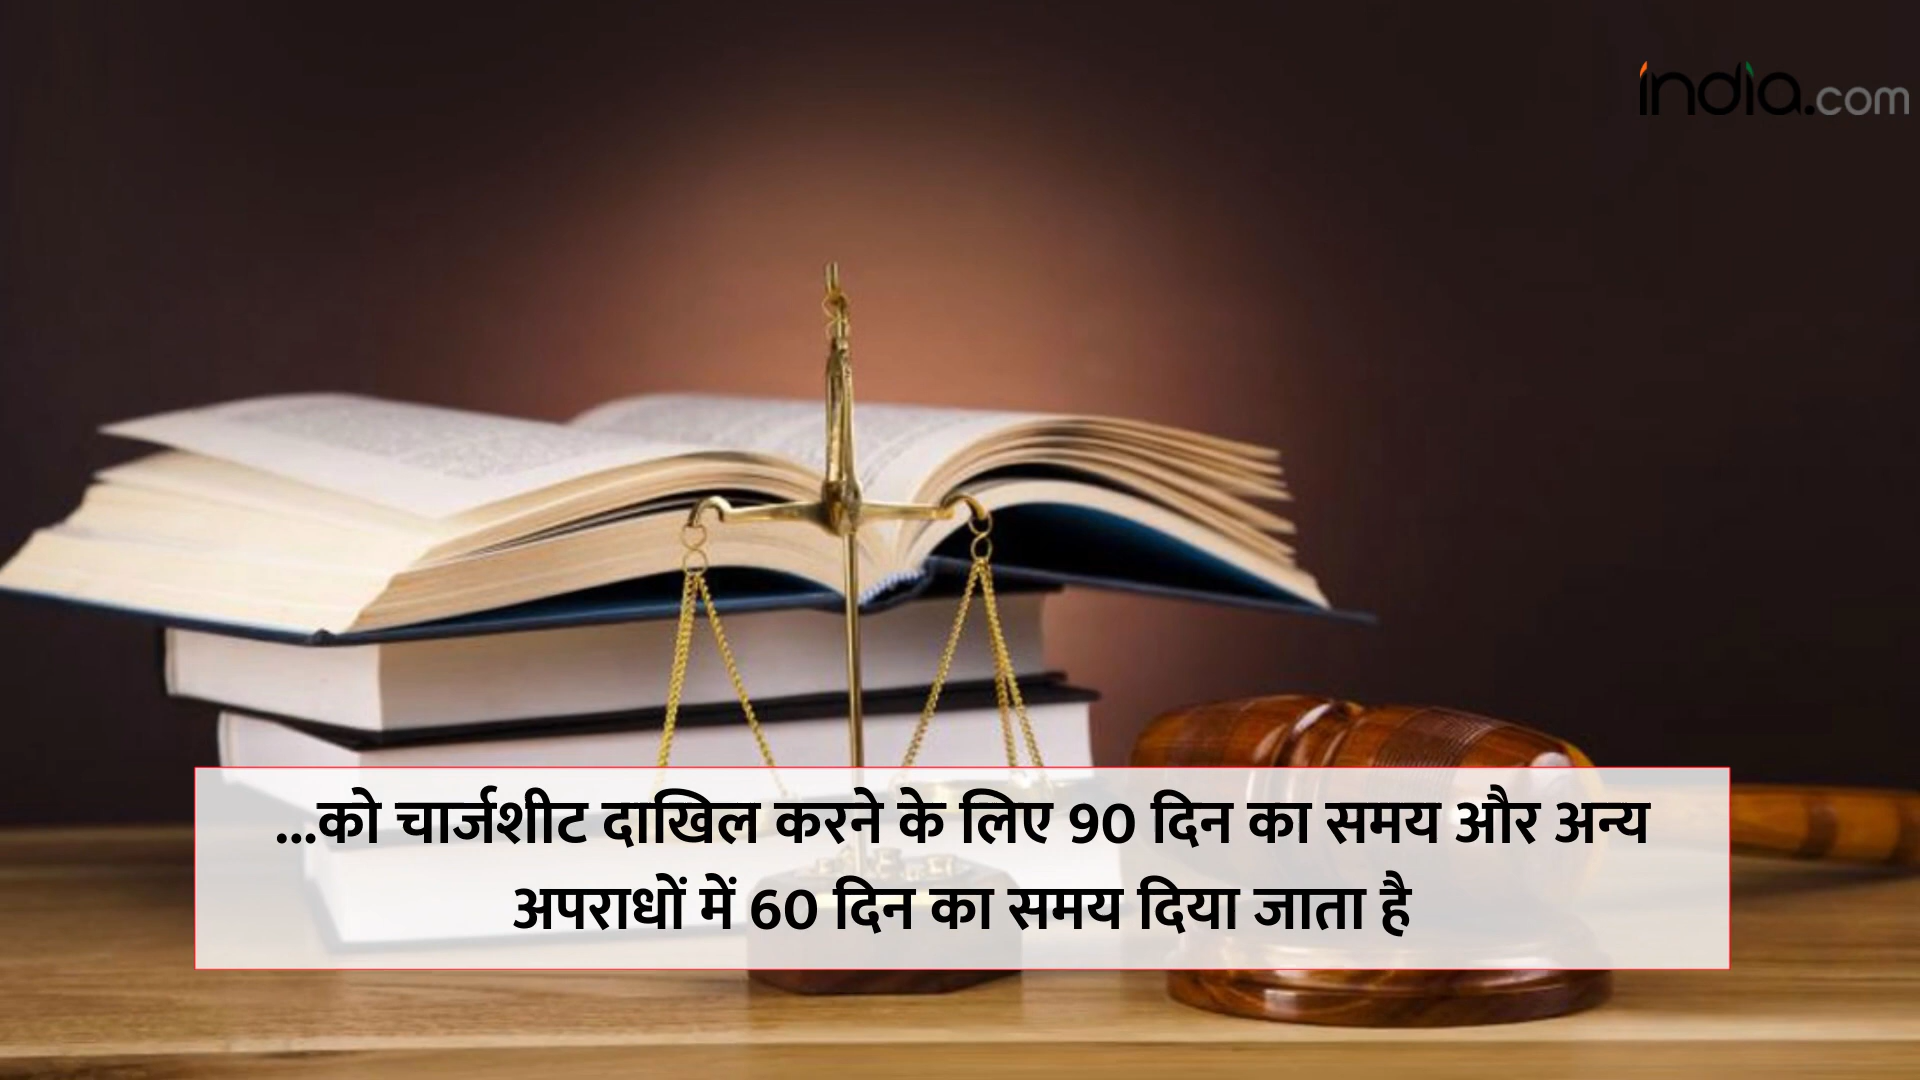 india.com
...को चार्जशीट दाखिल करने के लिए 90 दिन का समय और अन्य
अपराधों में 60 दिन का समय दिया जाता है